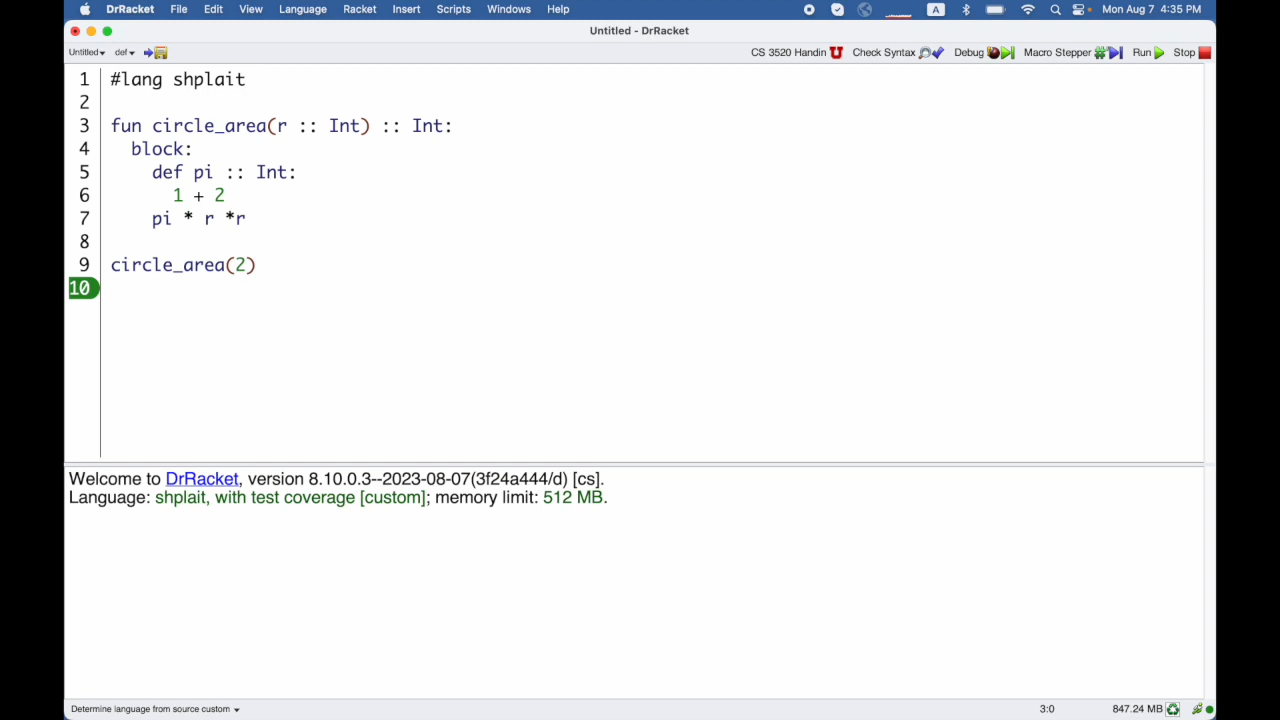 DrRacket File Edit View Language Racket Insert Scripts Windows Help A Mon Aug 7 4:35 PM
Untitled - DrRacket
Untitled def CS 3520 Handin Check Syntax Debug Macro Stepper Run Stop
1 #lang shplait
2
3 fun circle_area(r :: Int) :: Int:
4 block:
5 def pi :: Int:
6 1 + 2
7 pi * r *r
8
9 circle_area(2)
10
Welcome to DrRacket, version 8.10.0.3--2023-08-07(3f24a444/d) [cs].
Language: shplait, with test coverage [custom]; memory limit: 512 MB.
Determine language from source custom 3:0 847.24 MB